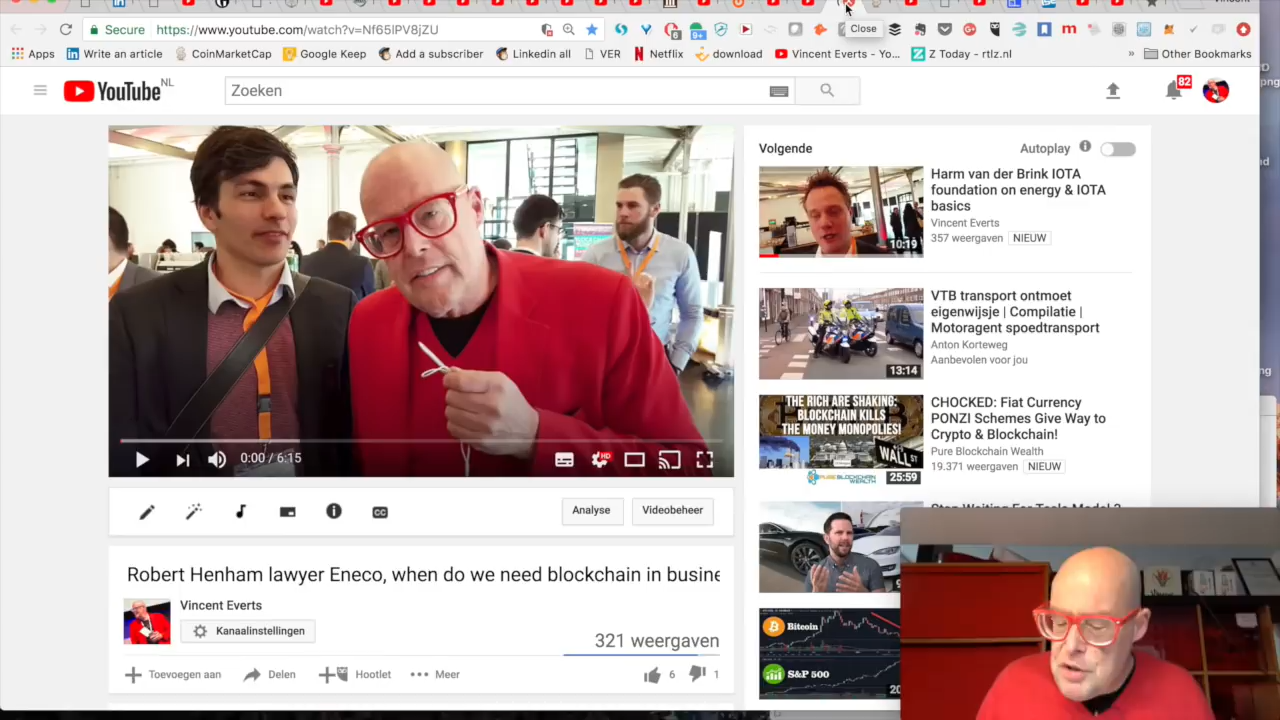 Close
Secure
https://www.youtube.com/watch?v=Nf65IPV8jZU
Apps
Write an article
CoinMarketCap
Google Keep
Add a subscriber
Linkedin all
VER
Netflix
download
Vincent Everts - Yo...
Z Today - rtlz.nl
»
Other Bookmarks
YouTube NL
Zoeken
82
0:00 / 6:15
HD
Analyse
Videobeheer
Robert Henham lawyer Eneco, when do we need blockchain in busine
Vincent Everts
Kanaalinstellingen
321 weergaven
Toevoegen aan
Delen
Hootlet
Meer
6
1
Volgende
Autoplay
10:19
Harm van der Brink IOTA
foundation on energy & IOTA
basics
Vincent Everts
357 weergaven
NIEUW
13:14
VTB transport ontmoet
eigenwijsje | Compilatie |
Motoragent spoedtransport
Anton Korteweg
Aanbevolen voor jou
THE RICH ARE SHAKING:
BLOCKCHAIN KILLS
THE MONEY MONOPOLIES!
WALL ST
PURE BLOCKCHAIN
WEALTH
25:59
CHOCKED: Fiat Currency
PONZI Schemes Give Way to
Crypto & Blockchain!
Pure Blockchain Wealth
19.371 weergaven
NIEUW
Bitcoin
S&P 500